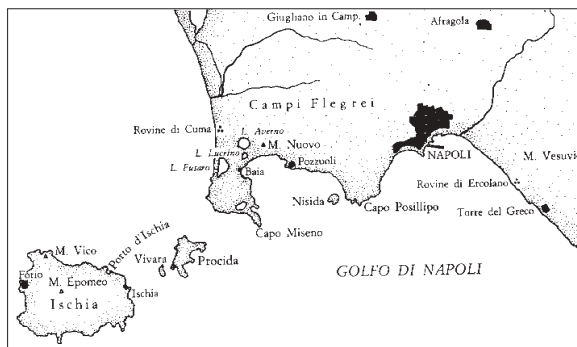 Giugliano in Camp.
Afragola
Campi Flegrei
Rovine di Cuma
L. Averno
M. Nuovo
L. Lucrino
L. Fusaro
Baia
Pozzuoli
NAPOLI
M. Vesuvio
Rovine di Ercolano
Nisida
Capo Posillipo
Torre del Greco
Capo Miseno
Porto d'Ischia
M. Vico
Vivara
Procida
GOLFO DI NAPOLI
Forio
M. Epomeo
Ischia
Ischia